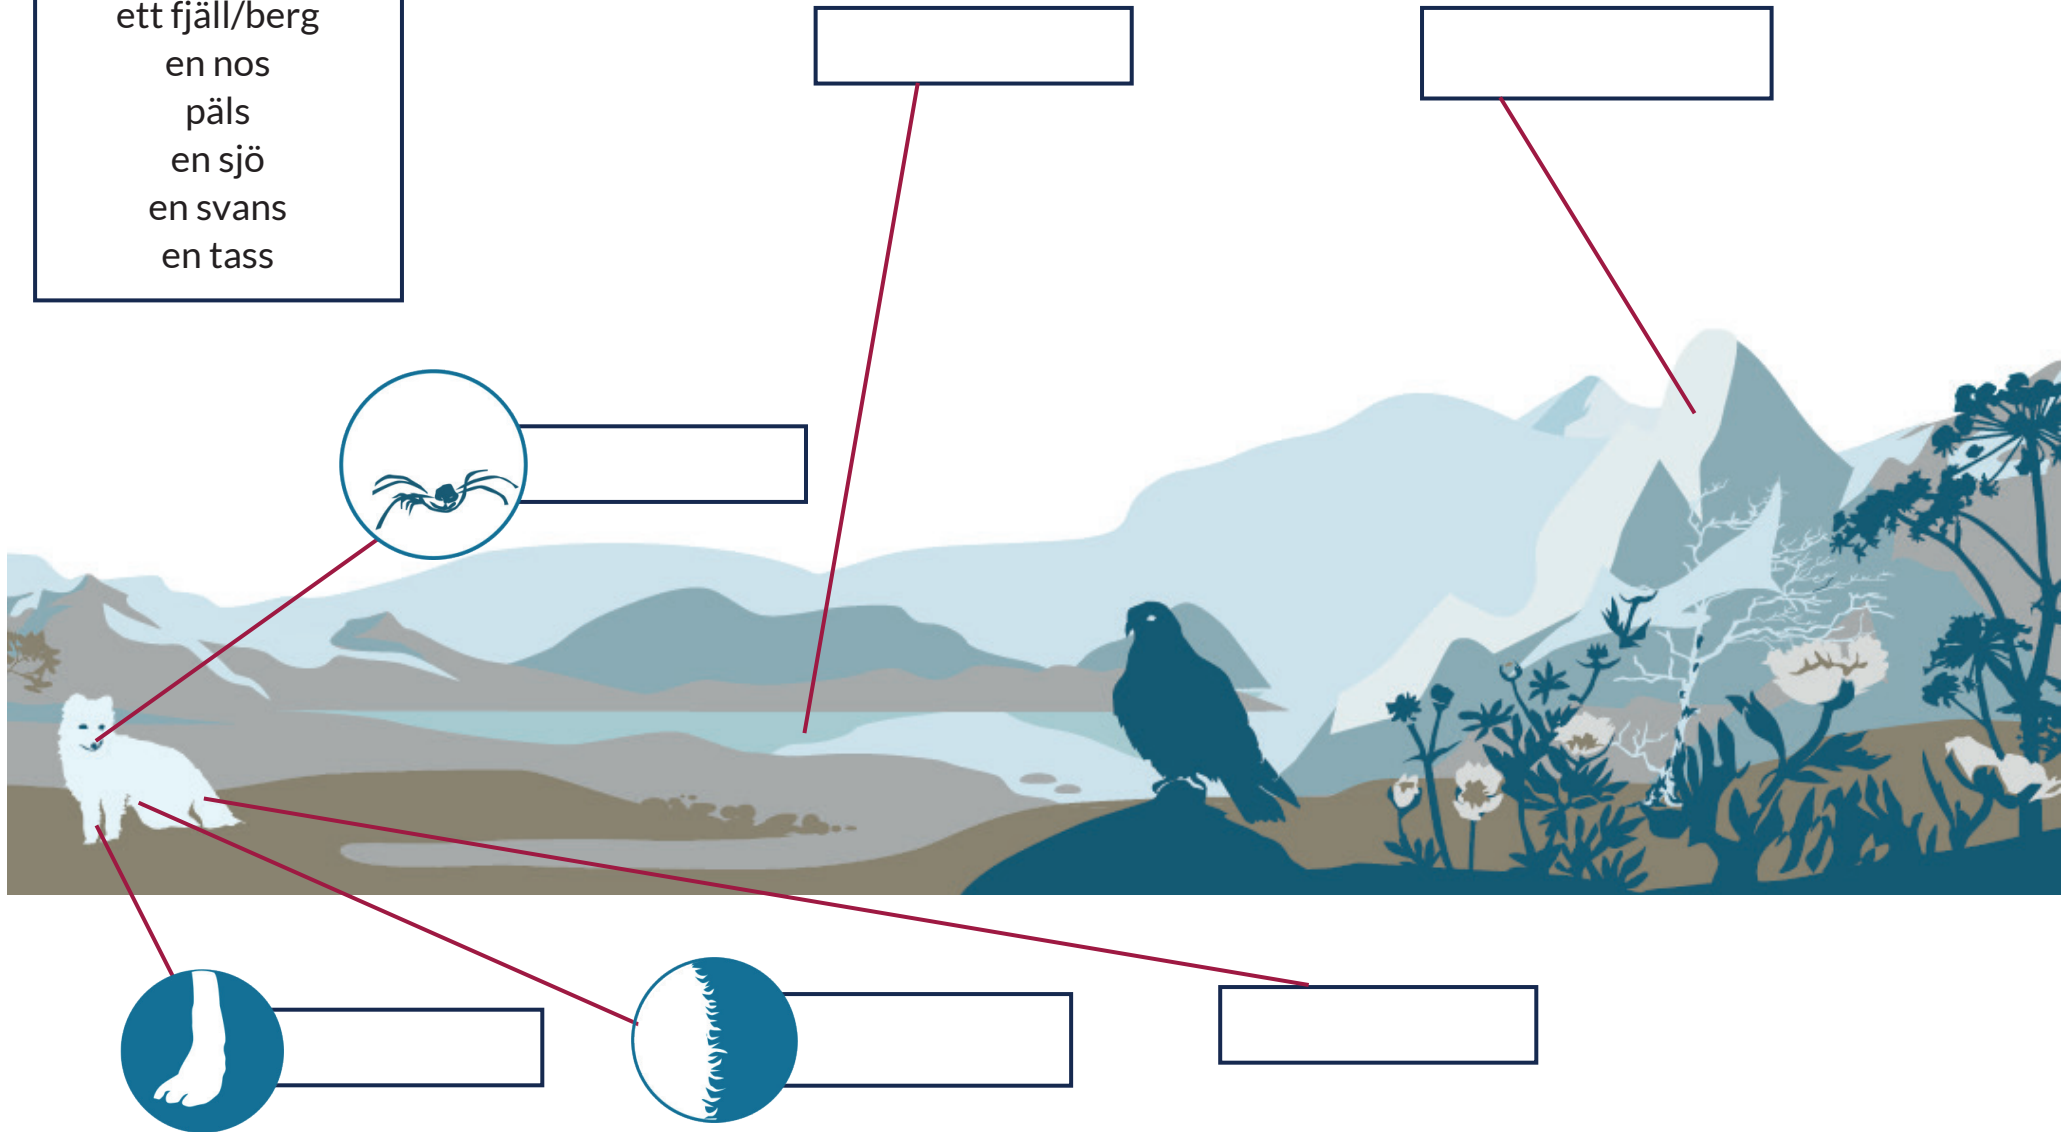 ett fjäll/berg
en nos
päls
en sjö
en svans
en tass